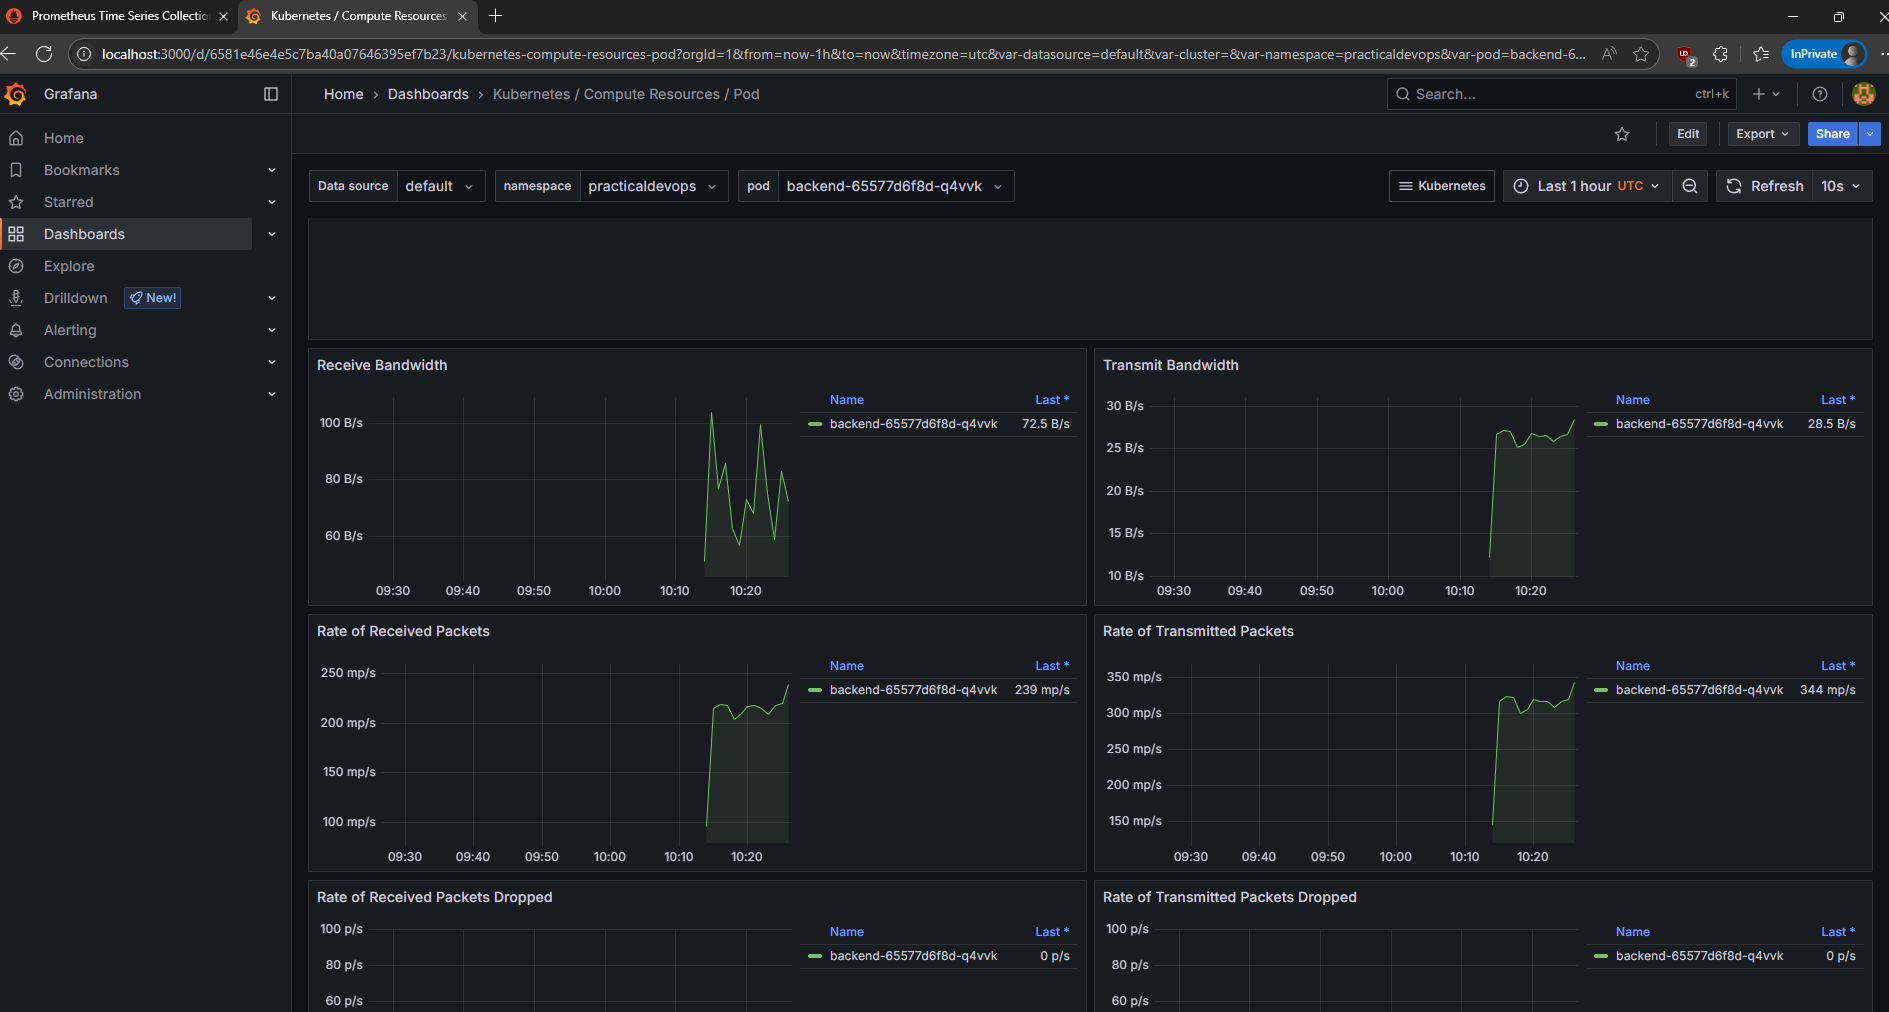 Prometheus Time Series Collectio
Kubernetes / Compute Resources
localhost:3000/d/6581e46e4e5c7ba40a07646395ef7b23/kubernetes-compute-resources-pod?orgId=1&from=now-1h&to=now&timezone=utc&var-datasource=default&var-cluster=&var-namespace=practicaldevops&var-pod=backend-6...
2
InPrivate
Grafana
Home › Dashboards › Kubernetes / Compute Resources / Pod
Search... ctrl+k
Edit Export Share
Home
Bookmarks
Starred
Dashboards
Explore
Drilldown New!
Alerting
Connections
Administration
Data source default namespace practicaldevops pod backend-65577d6f8d-q4vvk
Kubernetes Last 1 hour UTC Refresh 10s
Receive Bandwidth
Name Last *
backend-65577d6f8d-q4vvk 72.5 B/s
100 B/s
80 B/s
60 B/s
09:30 09:40 09:50 10:00 10:10 10:20
Transmit Bandwidth
Name Last *
backend-65577d6f8d-q4vvk 28.5 B/s
30 B/s
25 B/s
20 B/s
15 B/s
10 B/s
09:30 09:40 09:50 10:00 10:10 10:20
Rate of Received Packets
Name Last *
backend-65577d6f8d-q4vvk 239 mp/s
250 mp/s
200 mp/s
150 mp/s
100 mp/s
09:30 09:40 09:50 10:00 10:10 10:20
Rate of Transmitted Packets
Name Last *
backend-65577d6f8d-q4vvk 344 mp/s
350 mp/s
300 mp/s
250 mp/s
200 mp/s
150 mp/s
09:30 09:40 09:50 10:00 10:10 10:20
Rate of Received Packets Dropped
Name Last *
backend-65577d6f8d-q4vvk 0 p/s
100 p/s
80 p/s
60 p/s
Rate of Transmitted Packets Dropped
Name Last *
backend-65577d6f8d-q4vvk 0 p/s
100 p/s
80 p/s
60 p/s